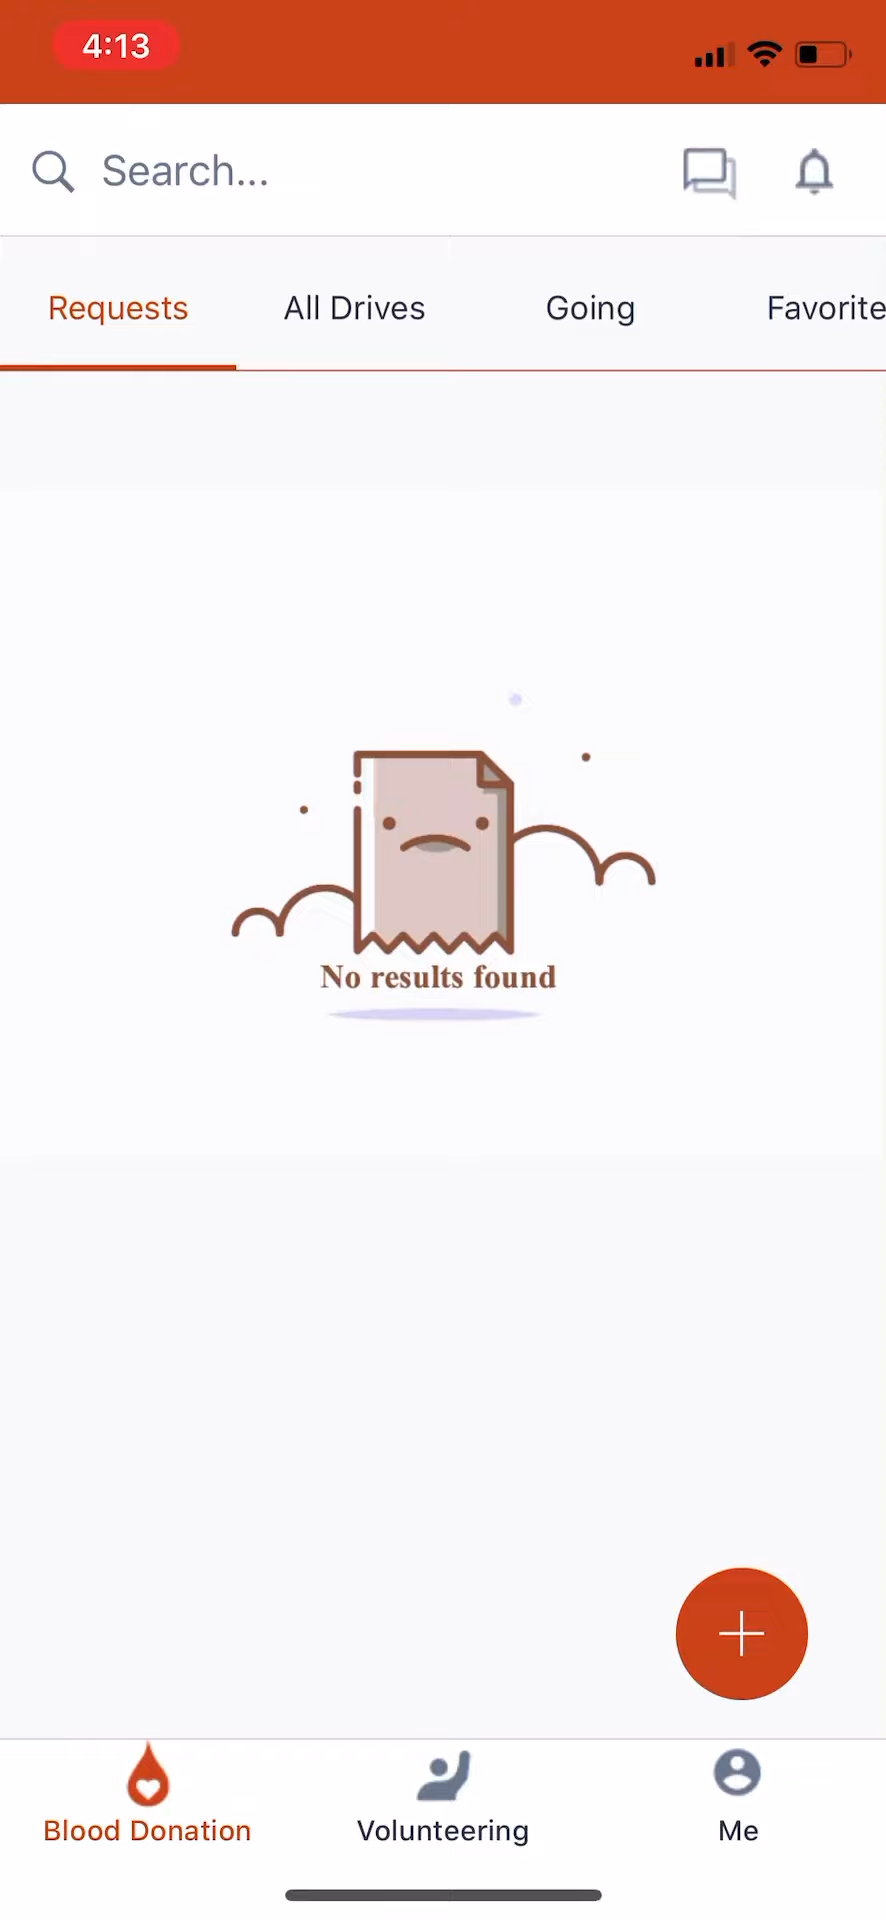 4:13
Search...
Requests All Drives Going Favorite
No results found
Blood Donation Volunteering Me